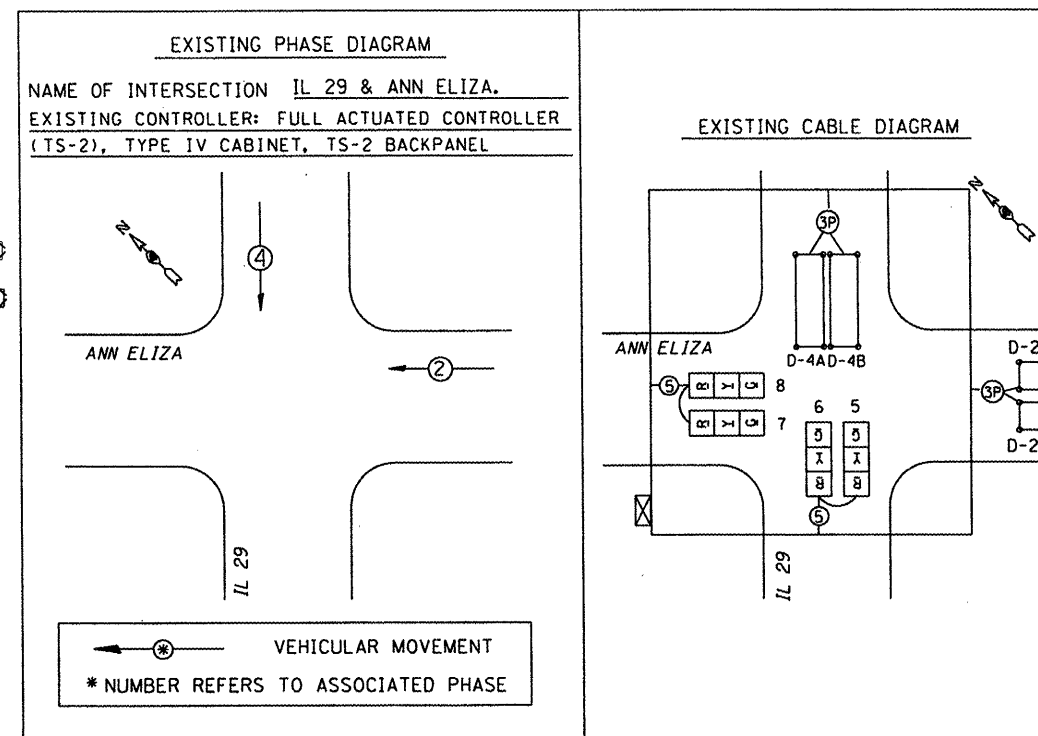 EXISTING PHASE DIAGRAM
NAME OF INTERSECTION IL 29 & ANN ELIZA.
EXISTING CONTROLLER: FULL ACTUATED CONTROLLER
(TS-2), TYPE IV CABINET, TS-2 BACKPANEL
N
4
2
ANN ELIZA
IL 29
* VEHICULAR MOVEMENT
* NUMBER REFERS TO ASSOCIATED PHASE
EXISTING CABLE DIAGRAM
N
3P
ANN ELIZA
D-4A D-4B
D-2
3P
D-2
5 R Y G 8
R Y G 7
6 5
G G
Y Y
R R
5
IL 29